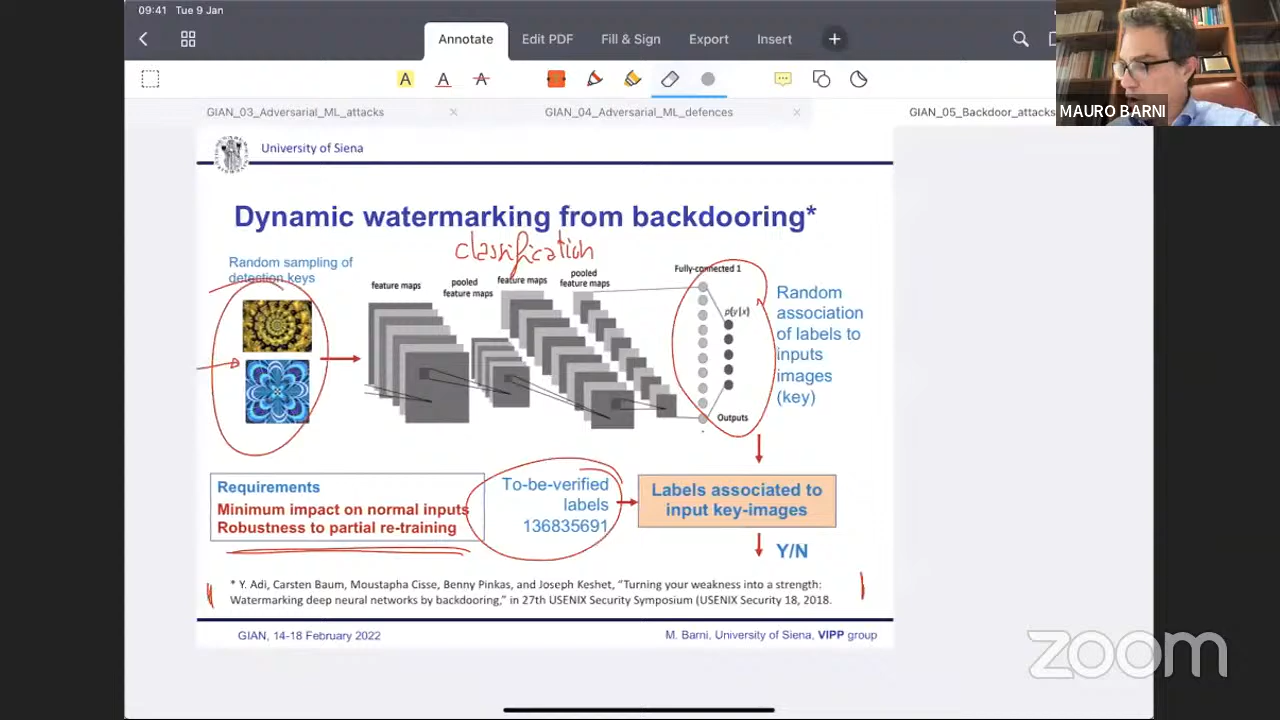 09:41 Tue 9 Jan
Annotate Edit PDF Fill & Sign Export Insert
A A A
GIAN_03_Adversarial_ML_attacks GIAN_04_Adversarial_ML_defences GIAN_05_Backdoor_attacks
MAURO BARNI
University of Siena
Dynamic watermarking from backdooring*
classification
Random sampling of
detection keys
feature maps
pooled
feature maps
feature maps
pooled
feature maps
Fully-connected 1
p(y|x)
Outputs
Random
association
of labels to
inputs
images
(key)
Requirements
Minimum impact on normal inputs
Robustness to partial re-training
To-be-verified
labels
136835691
Labels associated to
input key-images
Y/N
* Y. Adi, Carsten Baum, Moustapha Cisse, Benny Pinkas, and Joseph Keshet, “Turning your weakness into a strength:
Watermarking deep neural networks by backdooring,” in 27th USENIX Security Symposium (USENIX Security 18, 2018.
GIAN, 14-18 February 2022
M. Barni, University of Siena, VIPP group
zoom